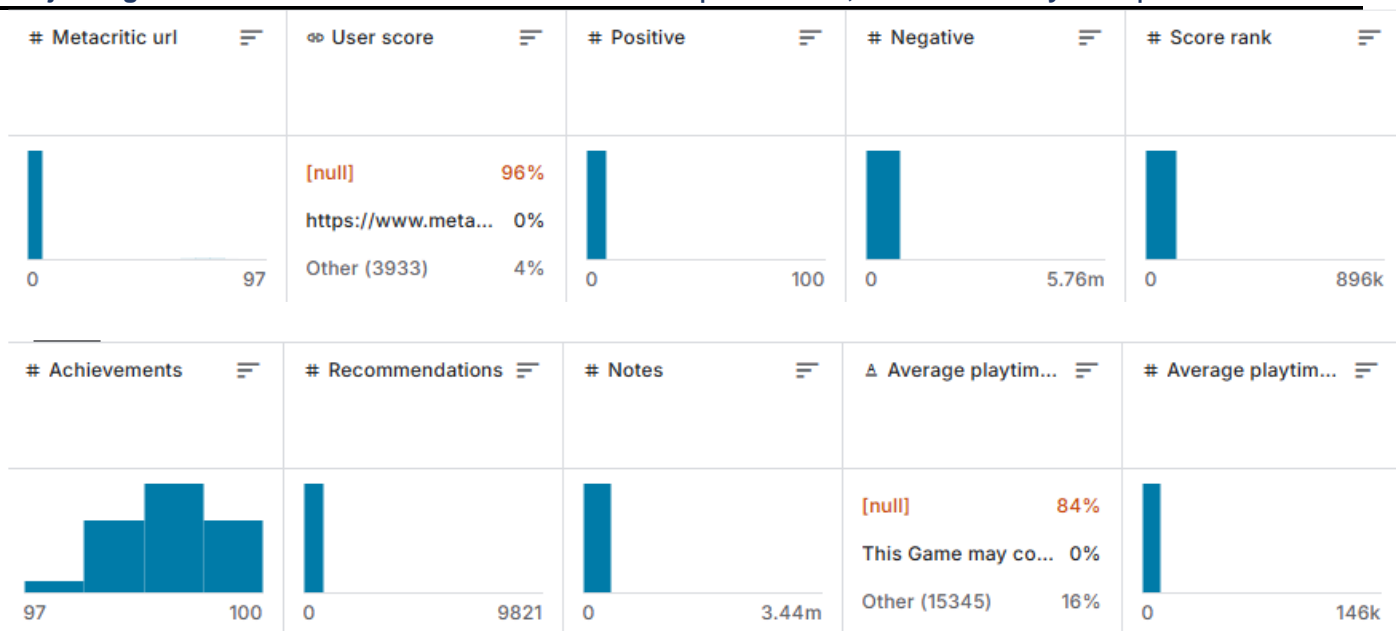 # Metacritic url
User score
# Positive
# Negative
# Score rank
[null] 96%
https://www.meta... 0%
Other (3933) 4%
0 97
0 100
0 5.76m
0 896k
# Achievements
# Recommendations
# Notes
A Average playtim...
# Average playtim...
[null] 84%
This Game may co... 0%
Other (15345) 16%
97 100
0 9821
0 3.44m
0 146k